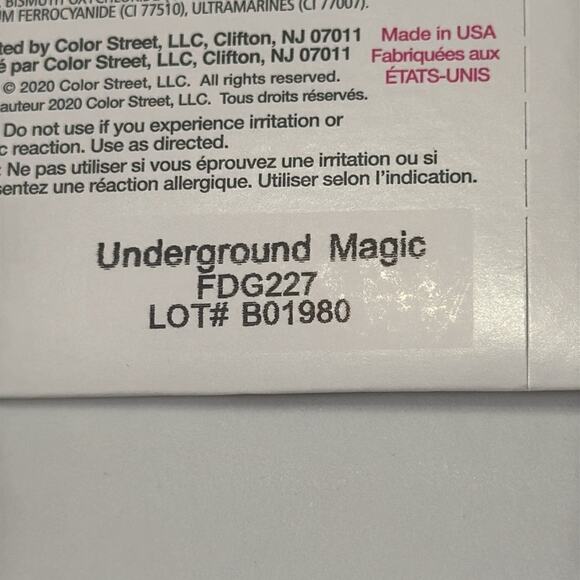 BISMUTH OXYCHLORIDE
UM FERROCYANIDE (CI 77510), ULTRAMARINES (CI 77007).
ted by Color Street, LLC, Clifton, NJ 07011
é par Color Street, LLC, Clifton, NJ 07011
Made in USA
Fabriquées aux
ÉTATS-UNIS
© 2020 Color Street, LLC. All rights reserved.
auteur 2020 Color Street, LLC. Tous droits réservés.
Do not use if you experience irritation or
c reaction. Use as directed.
: Ne pas utiliser si vous éprouvez une irritation ou si
sentez une réaction allergique. Utiliser selon l'indication.
Underground Magic
FDG227
LOT# B01980